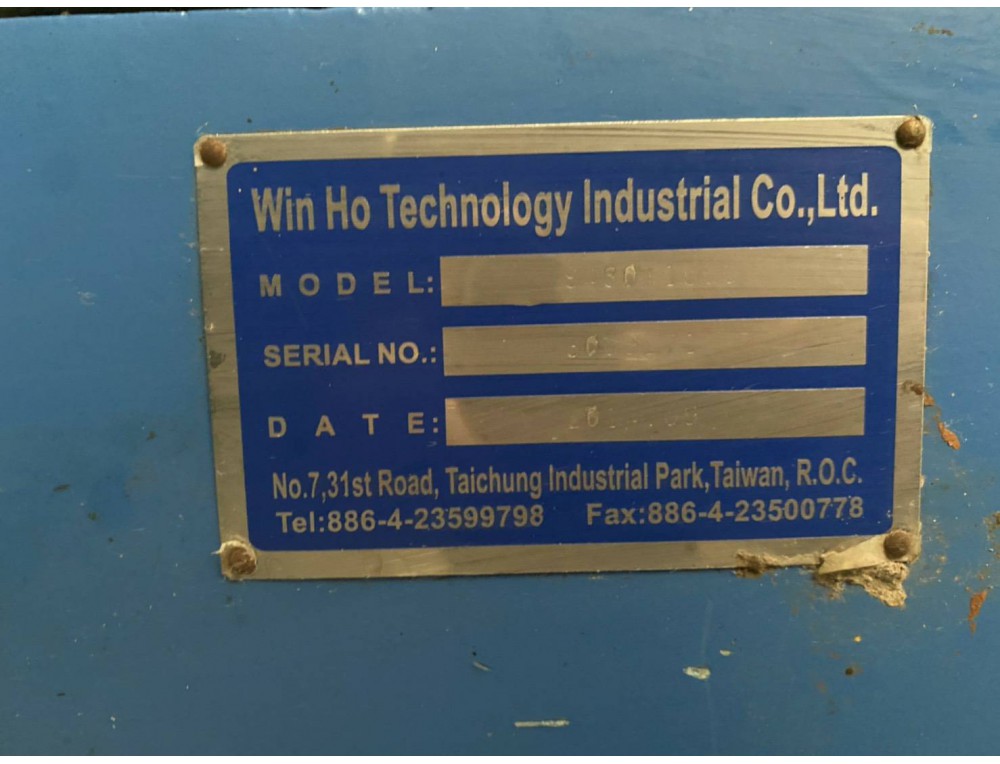 Win Ho Technology Industrial Co.,Ltd.
MODEL:
SERIAL NO.:
DATE:
No.7,31st Road, Taichung Industrial Park,Taiwan, R.O.C.
Tel:886-4-23599798 Fax:886-4-23500778